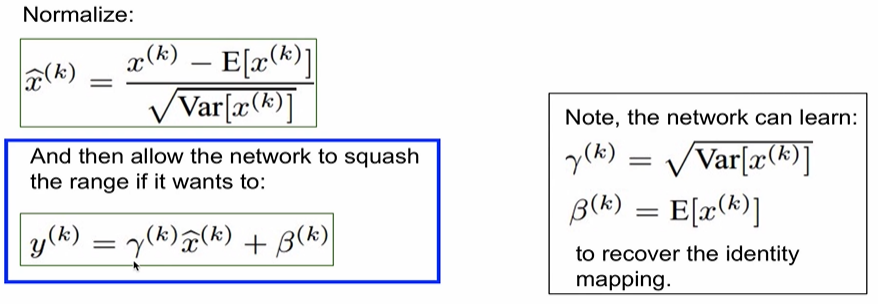 Normalize:
$\widehat{x}^{(k)} = \frac{x^{(k)} - \mathrm{E}[x^{(k)}]}{\sqrt{\mathrm{Var}[x^{(k)}]}}$
And then allow the network to squash
the range if it wants to:
$y^{(k)} = \gamma^{(k)} \widehat{x}^{(k)} + \beta^{(k)}$
Note, the network can learn:
$\gamma^{(k)} = \sqrt{\mathrm{Var}[x^{(k)}]}$
$\beta^{(k)} = \mathrm{E}[x^{(k)}]$
to recover the identity
mapping.